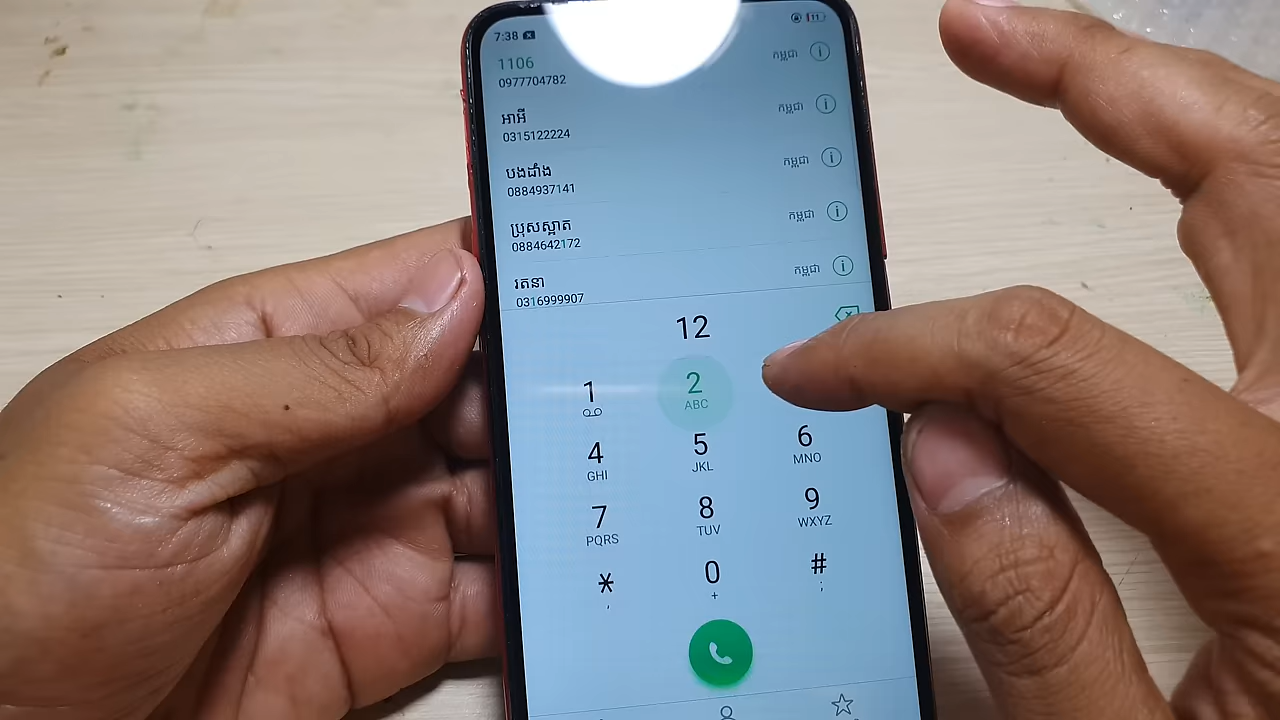 7:38
11
1106
កម្ពុជា
0977704782
អាអី
កម្ពុជា
0315122224
បងដាំង
កម្ពុជា
0884937141
ប្រុសស្អាត
កម្ពុជា
0884642172
រតនា
កម្ពុជា
0316999907
12
1
2
ABC
4
GHI
5
JKL
6
MNO
7
PQRS
8
TUV
9
WXYZ
*
,
0
+
#
;